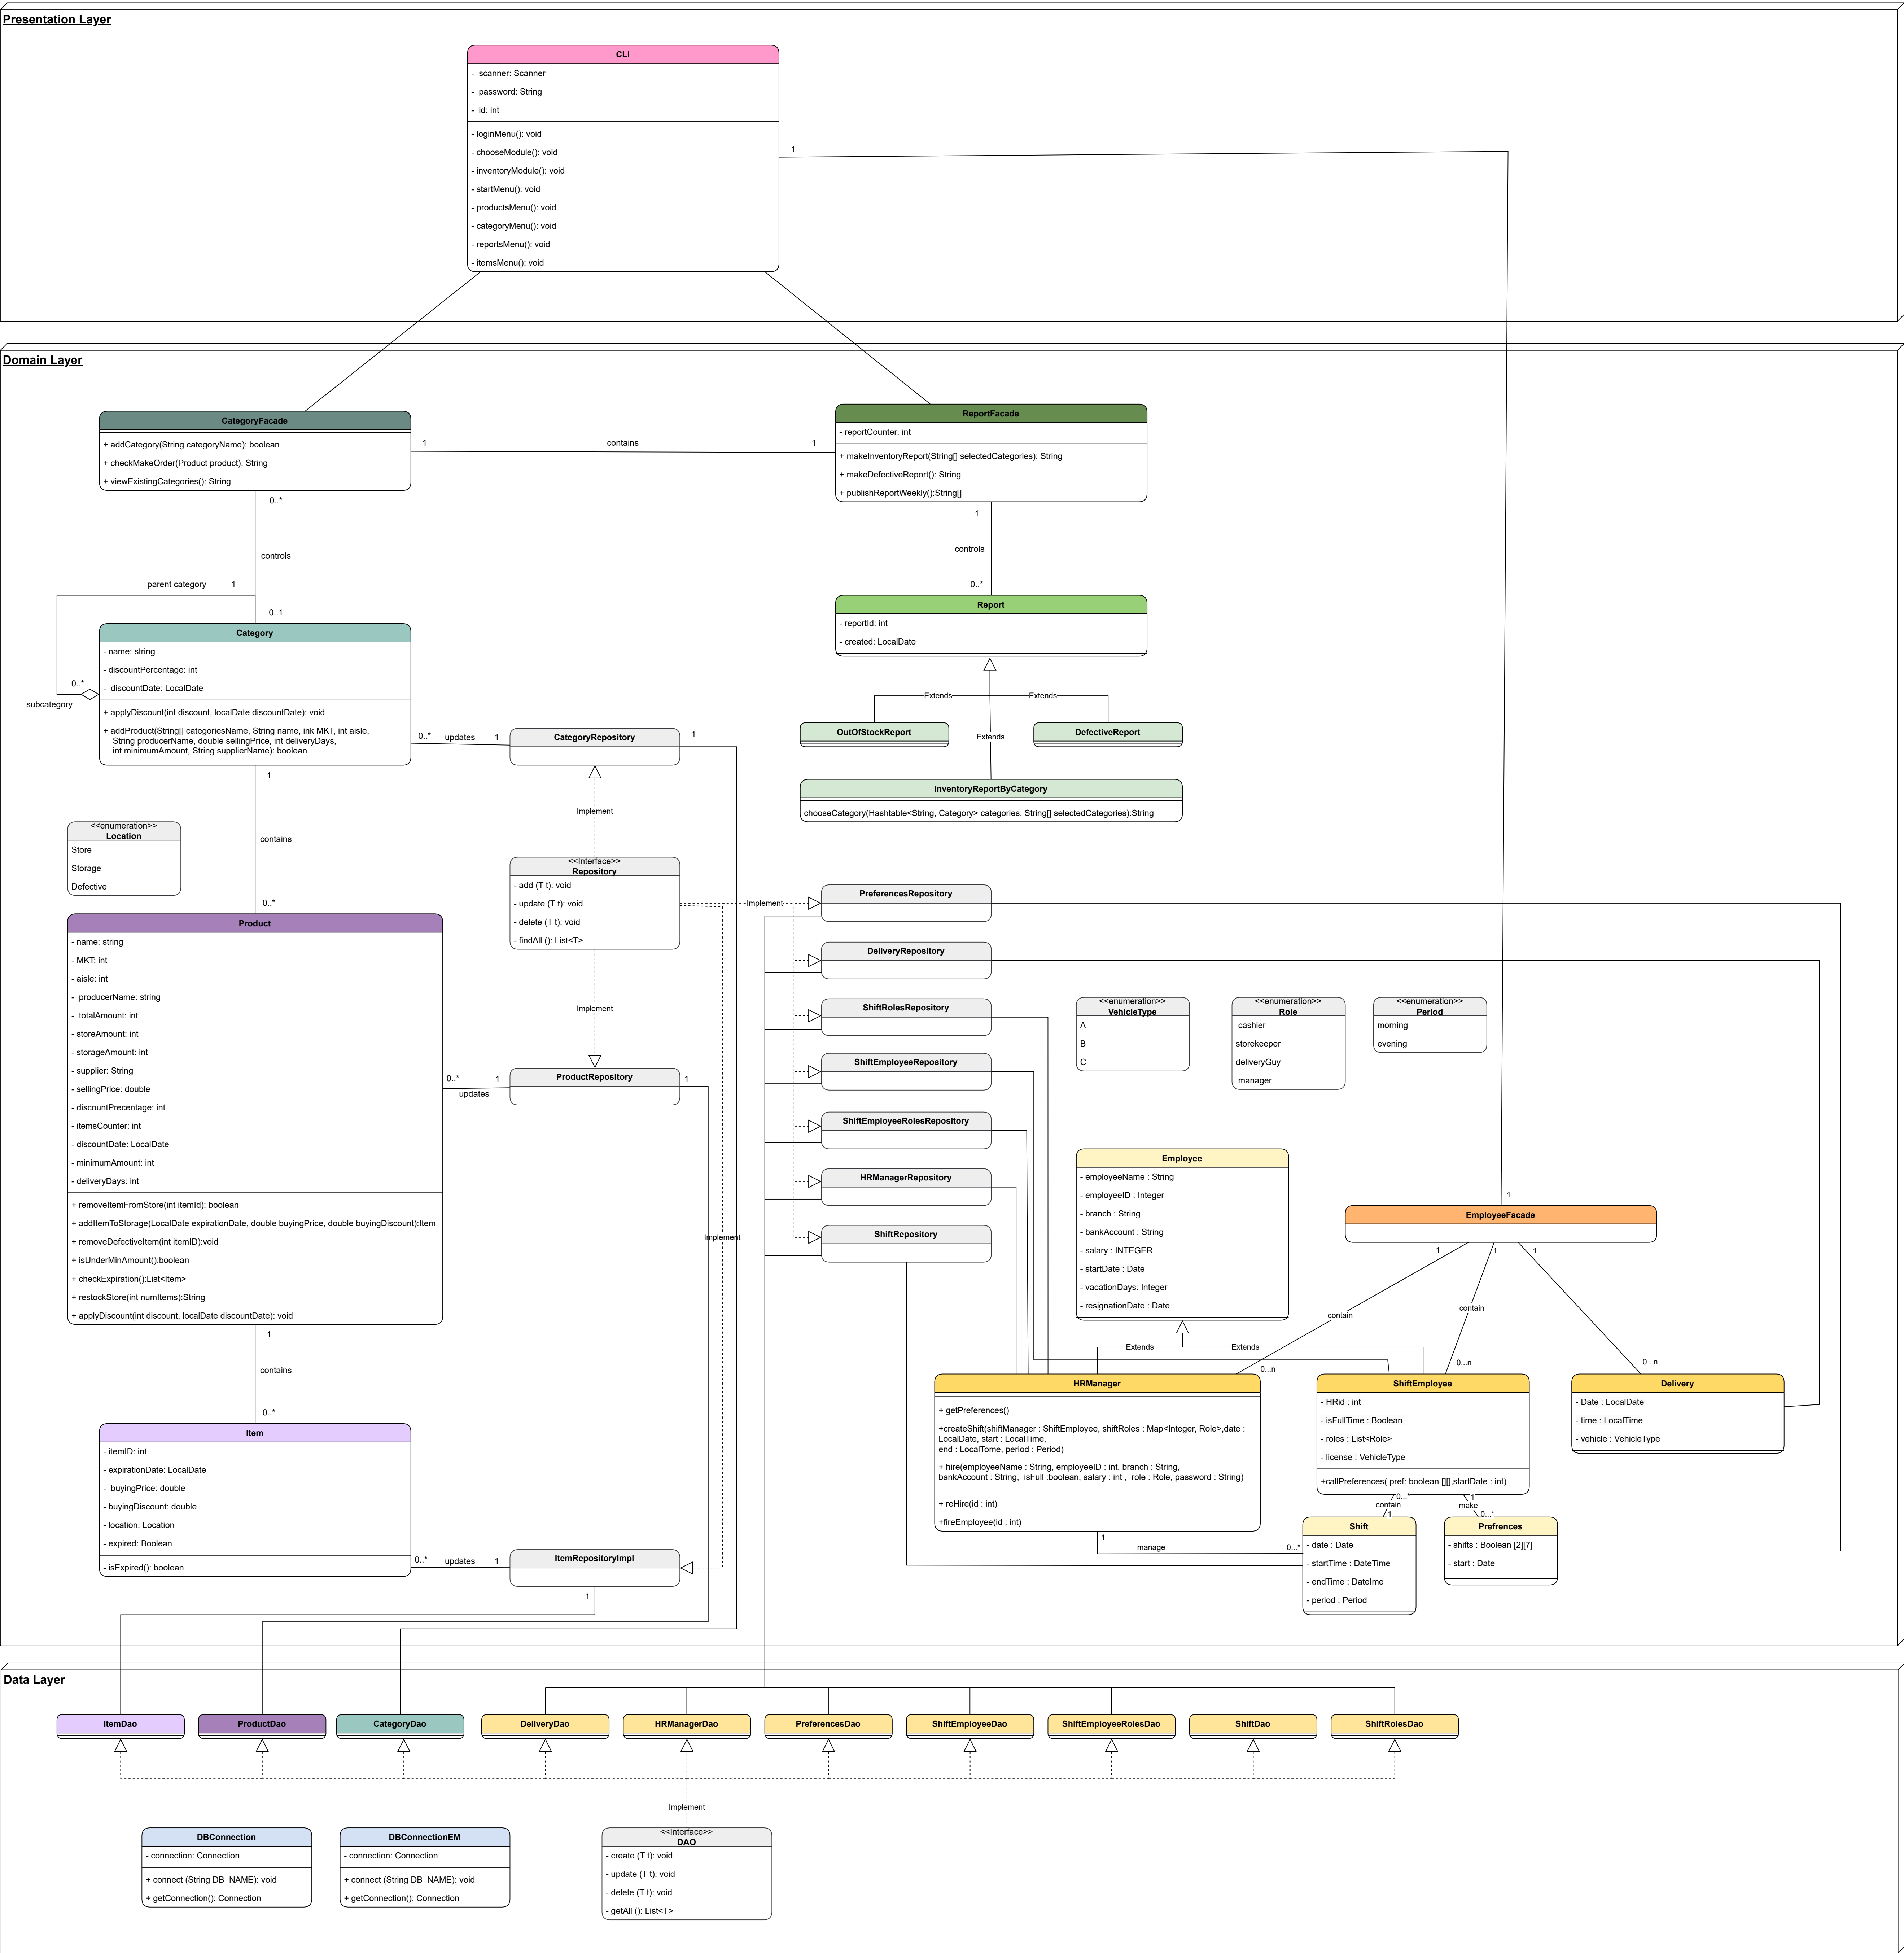 Presentation Layer
CLI
-  scanner: Scanner
-  password: String
-  id: int
- loginMenu(): void
- chooseModule(): void
- inventoryModule(): void
- startMenu(): void
- productsMenu(): void
- categoryMenu(): void
- reportsMenu(): void
- itemsMenu(): void
1
Domain Layer
CategoryFacade
+ addCategory(String categoryName): boolean
+ checkMakeOrder(Product product): String
+ viewExistingCategories(): String
1
contains
1
ReportFacade
- reportCounter: int
+ makeInventoryReport(String[] selectedCategories): String
+ makeDefectiveReport(): String
+ publishReportWeekly():String[]
0..*
controls
parent category
1
0..1
1
controls
0..*
Category
- name: string
- discountPercentage: int
-  discountDate: LocalDate
+ applyDiscount(int discount, localDate discountDate): void
+ addProduct(String[] categoriesName, String name, ink MKT, int aisle,
String producerName, double sellingPrice, int deliveryDays,
int minimumAmount, String supplierName): boolean
0..*
subcategory
Report
- reportId: int
- created: LocalDate
Extends
Extends
Extends
OutOfStockReport
DefectiveReport
InventoryReportByCategory
chooseCategory(Hashtable<String, Category> categories, String[] selectedCategories):String
0..*
updates
1
CategoryRepository
1
Implement
1
contains
0..*
<<enumeration>>
Location
Store
Storage
Defective
<<Interface>>
Repository
- add (T t): void
- update (T t): void
- delete (T t): void
- findAll (): List<T>
Implement
Implement
Implement
PreferencesRepository
DeliveryRepository
ShiftRolesRepository
ShiftEmployeeRepository
ShiftEmployeeRolesRepository
HRManagerRepository
ShiftRepository
Product
- name: string
- MKT: int
- aisle: int
-  producerName: string
-  totalAmount: int
- storeAmount: int
- storageAmount: int
- supplier: String
- sellingPrice: double
- discountPrecentage: int
- itemsCounter: int
- discountDate: LocalDate
- minimumAmount: int
- deliveryDays: int
+ removeItemFromStore(int itemId): boolean
+ addItemToStorage(LocalDate expirationDate, double buyingPrice, double buyingDiscount):Item
+ removeDefectiveItem(int itemID):void
+ isUnderMinAmount():boolean
+ checkExpiration():List<Item>
+ restockStore(int numItems):String
+ applyDiscount(int discount, localDate discountDate): void
0..*
1
updates
ProductRepository
1
<<enumeration>>
VehicleType
A
B
C
<<enumeration>>
Role
cashier
storekeeper
deliveryGuy
manager
<<enumeration>>
Period
morning
evening
Employee
- employeeName : String
- employeeID : Integer
- branch : String
- bankAccount : String
- salary : INTEGER
- startDate : Date
- vacationDays: Integer
- resignationDate : Date
Extends
Extends
1
EmployeeFacade
1
1
1
contain
contain
0...n
0...n
0...n
HRManager
+ getPreferences()
+createShift(shiftManager : ShiftEmployee, shiftRoles : Map<Integer, Role>,date :
LocalDate, start : LocalTime,
end : LocalTome, period : Period)
+ hire(employeeName : String, employeeID : int, branch : String,
bankAccount : String,  isFull :boolean, salary : int ,  role : Role, password : String)
+ reHire(id : int)
+fireEmployee(id : int)
ShiftEmployee
- HRid : int
- isFullTime : Boolean
- roles : List<Role>
- license : VehicleType
+callPreferences( pref: boolean [][],startDate : int)
Delivery
- Date : LocalDate
- time : LocalTime
- vehicle : VehicleType
0...*
contain
1
1
make
0...*
1
manage
0...*
Shift
- date : Date
- startTime : DateTime
- endTime : DateIme
- period : Period
Prefrences
- shifts : Boolean [2][7]
- start : Date
1
contains
0..*
Item
- itemID: int
- expirationDate: LocalDate
-  buyingPrice: double
- buyingDiscount: double
- location: Location
- expired: Boolean
- isExpired(): boolean
0..*
updates
1
ItemRepositoryImpl
1
Data Layer
ItemDao
ProductDao
CategoryDao
DeliveryDao
HRManagerDao
PreferencesDao
ShiftEmployeeDao
ShiftEmployeeRolesDao
ShiftDao
ShiftRolesDao
Implement
DBConnection
- connection: Connection
+ connect (String DB_NAME): void
+ getConnection(): Connection
DBConnectionEM
- connection: Connection
+ connect (String DB_NAME): void
+ getConnection(): Connection
<<Interface>>
DAO
- create (T t): void
- update (T t): void
- delete (T t): void
- getAll (): List<T>